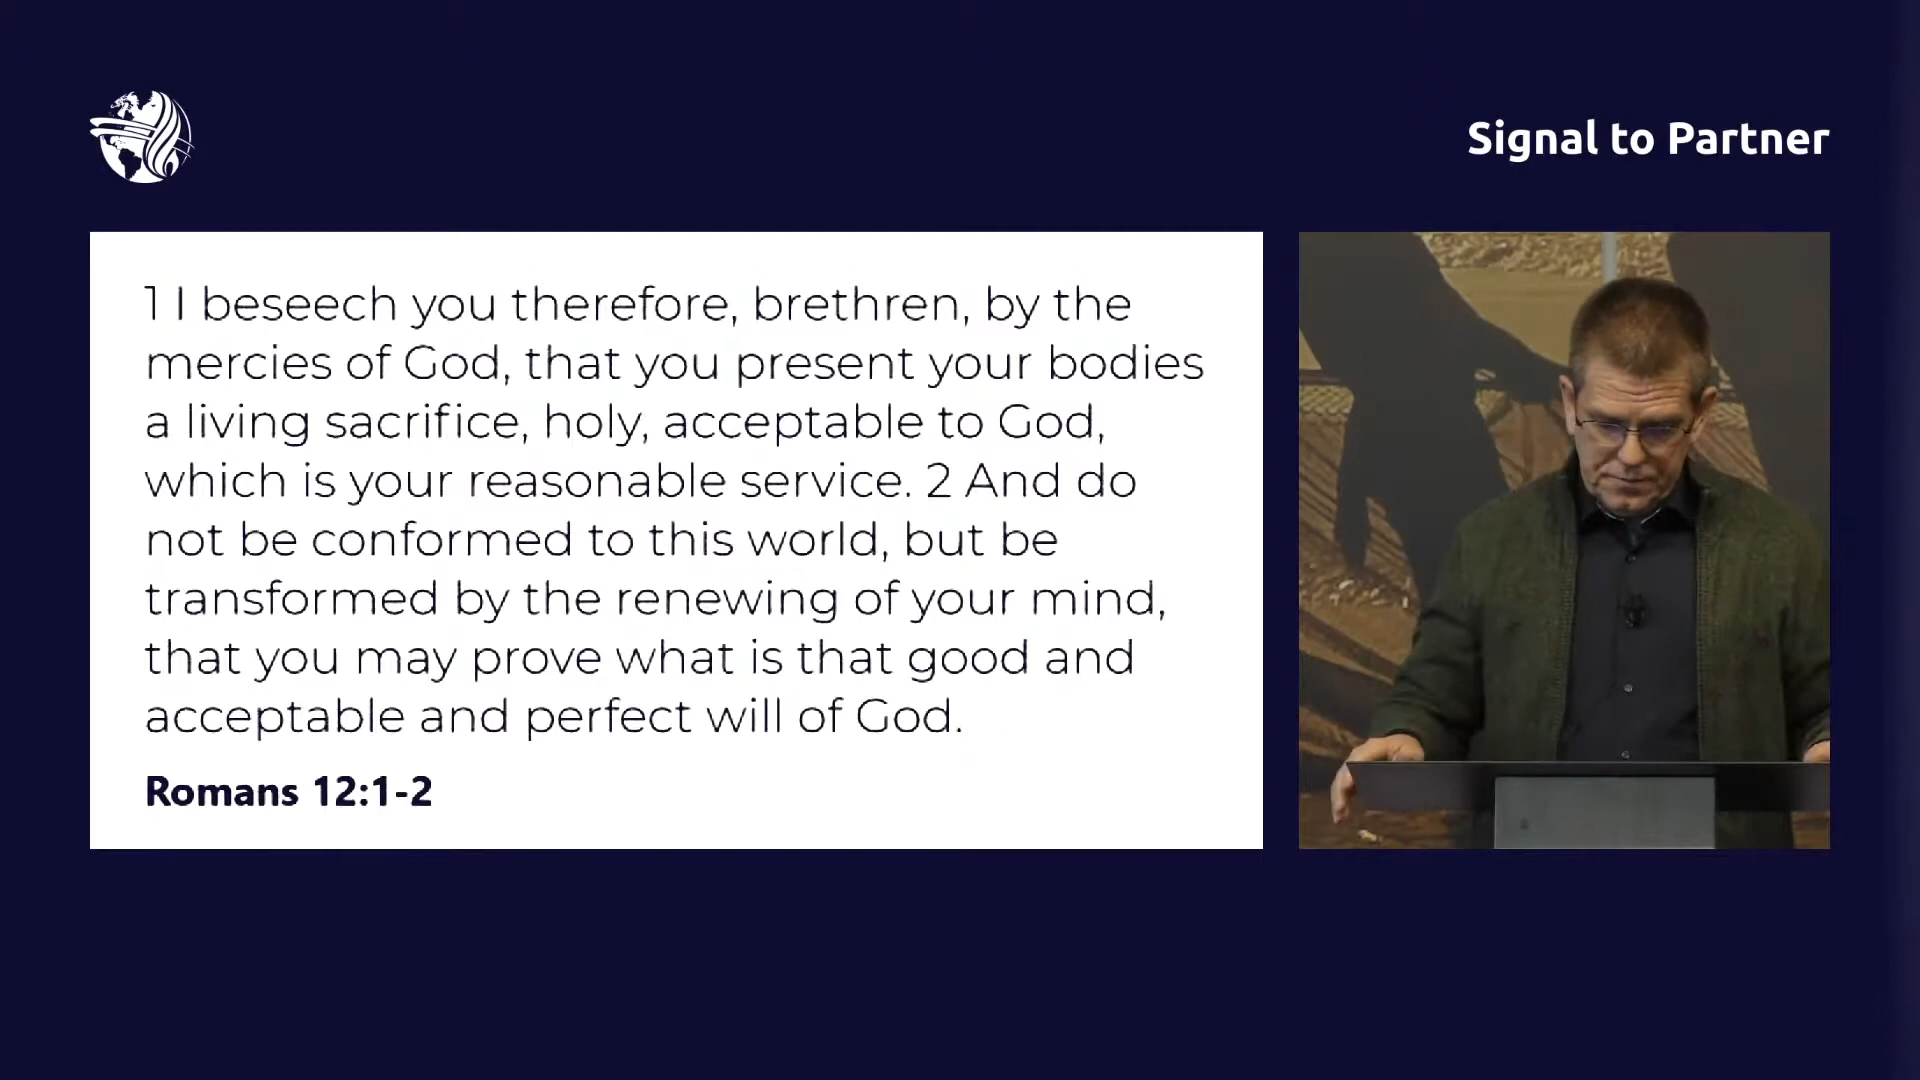 Signal to Partner
1 I beseech you therefore, brethren, by the
mercies of God, that you present your bodies
a living sacrifice, holy, acceptable to God,
which is your reasonable service. 2 And do
not be conformed to this world, but be
transformed by the renewing of your mind,
that you may prove what is that good and
acceptable and perfect will of God.
Romans 12:1-2